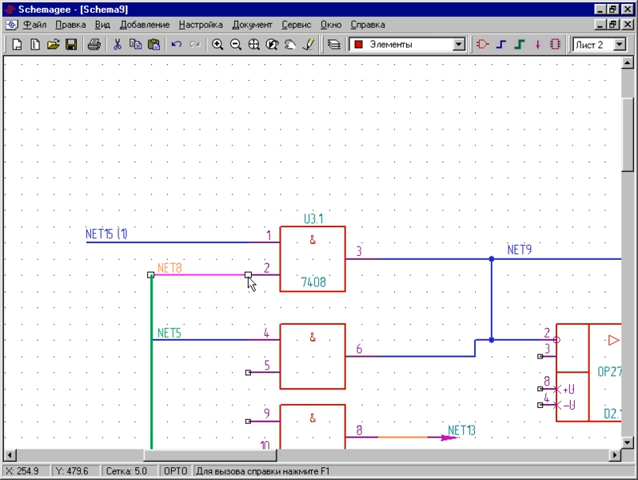 Schemagee - [Schema9]
Файл Правка Вид Добавление Настройка Документ Сервис Окно Справка
Элементы Лист 2
U3.1
NET15 (1) 1 & 3 NET9
NET8 2 7408
NET5 4 & 6 2
5 3
OP27
8 +U
4 -U
9 & 8 NET13 D2.1
10
X: 254.9 Y: 479.6 Сетка: 5.0 ОРТО Для вызова справки нажмите F1